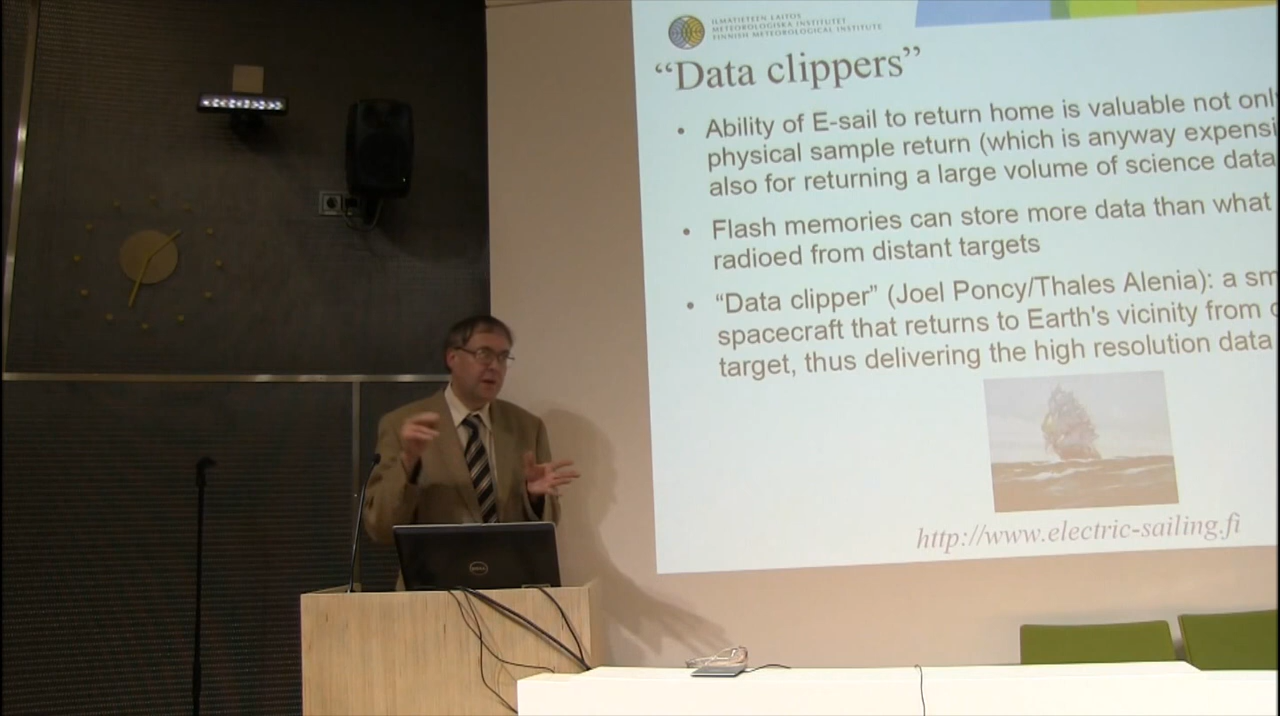 ILMATIETEEN LAITOS
METEOROLOGISKA INSTITUTET
FINNISH METEOROLOGICAL INSTITUTE
“Data clippers”
• Ability of E-sail to return home is valuable not
physical sample return (which is anyway
also for returning a large volume of science data
• Flash memories can store more data than what
radioed from distant targets
• “Data clipper” (Joel Poncy/Thales Alenia): a
spacecraft that returns to Earth's vicinity from
target, thus delivering the high resolution data
http://www.electric-sailing.fi
DELL